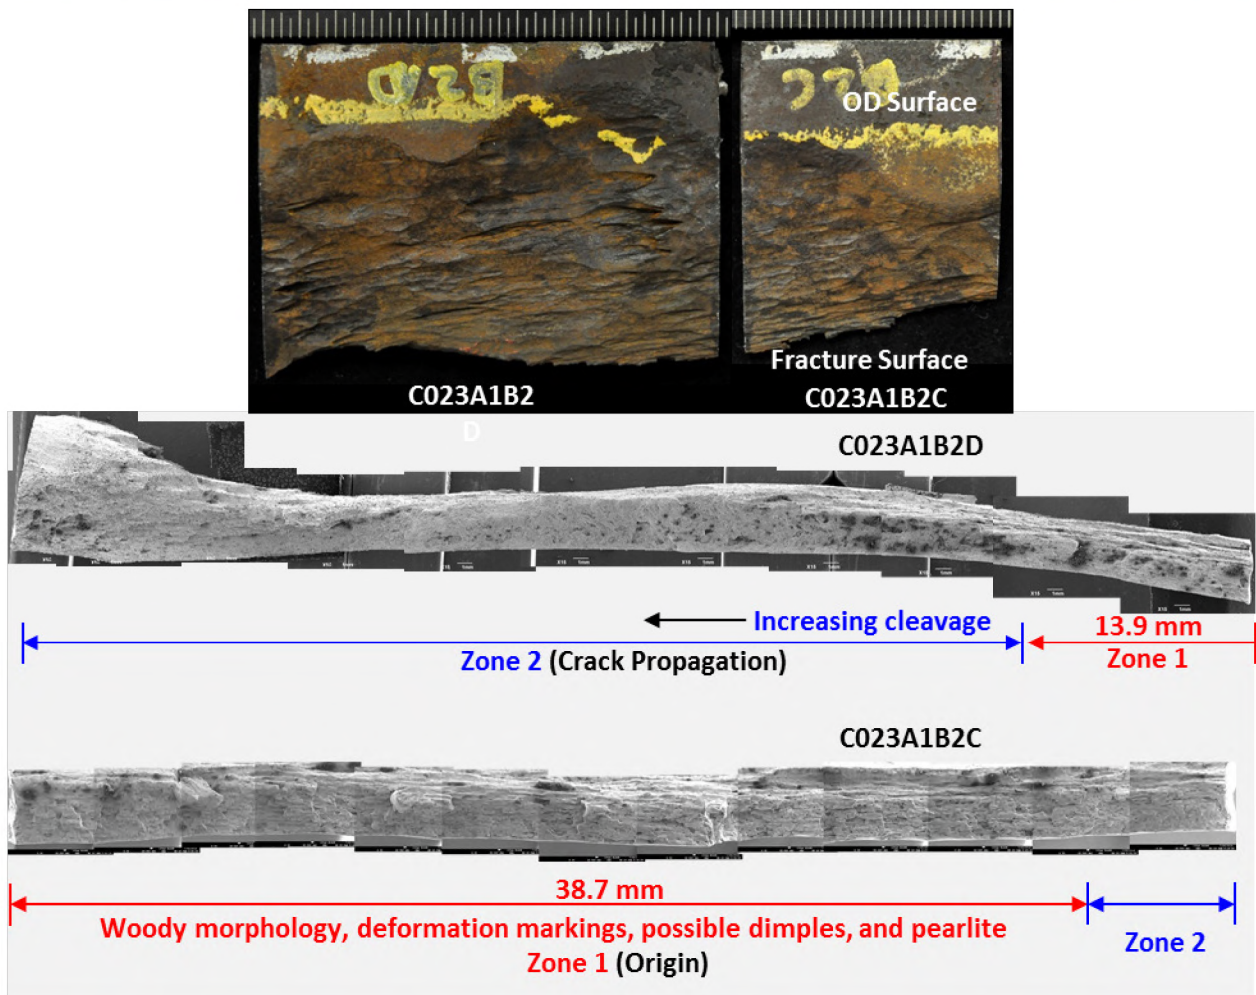 OD Surface
Fracture Surface
C023A1B2
D
C023A1B2C
C023A1B2D
Increasing cleavage
Zone 2 (Crack Propagation)
13.9 mm
Zone 1
C023A1B2C
38.7 mm
Woody morphology, deformation markings, possible dimples, and pearlite
Zone 1 (Origin)
Zone 2